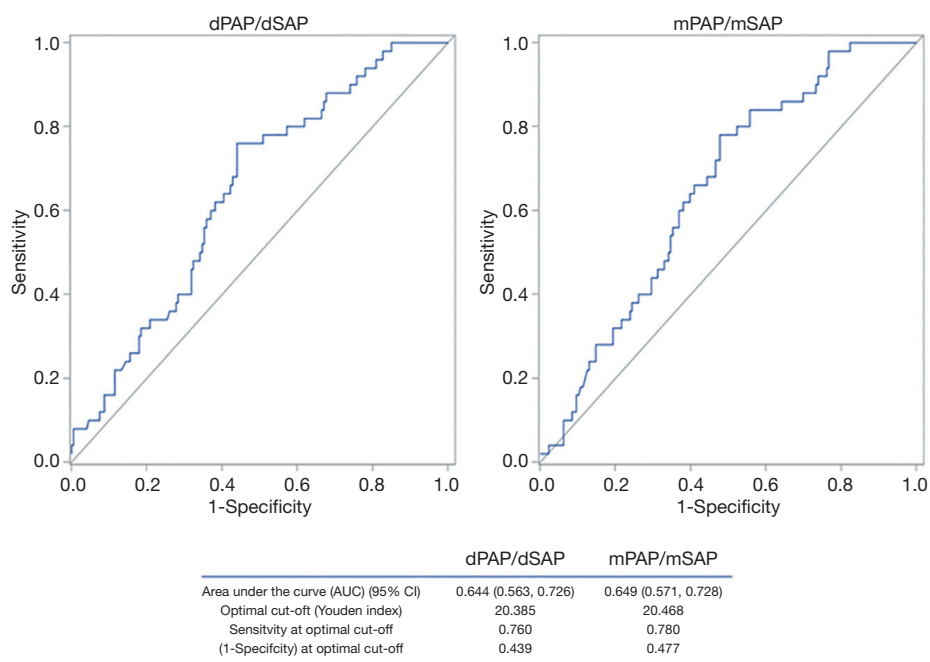 dPAP/dSAP
1.0
0.8
0.6
0.4
0.2
0.0
Sensitivity
0.0 0.2 0.4 0.6 0.8 1.0
1-Specificity
mPAP/mSAP
1.0
0.8
0.6
0.4
0.2
0.0
Sensitivity
0.0 0.2 0.4 0.6 0.8 1.0
1-Specificity
dPAP/dSAP mPAP/mSAP
Area under the curve (AUC) (95% CI) 0.644 (0.563, 0.726) 0.649 (0.571, 0.728)
Optimal cut-oft (Youden index) 20.385 20.468
Sensitvity at optimal cut-off 0.760 0.780
(1-Specifcity) at optimal cut-off 0.439 0.477